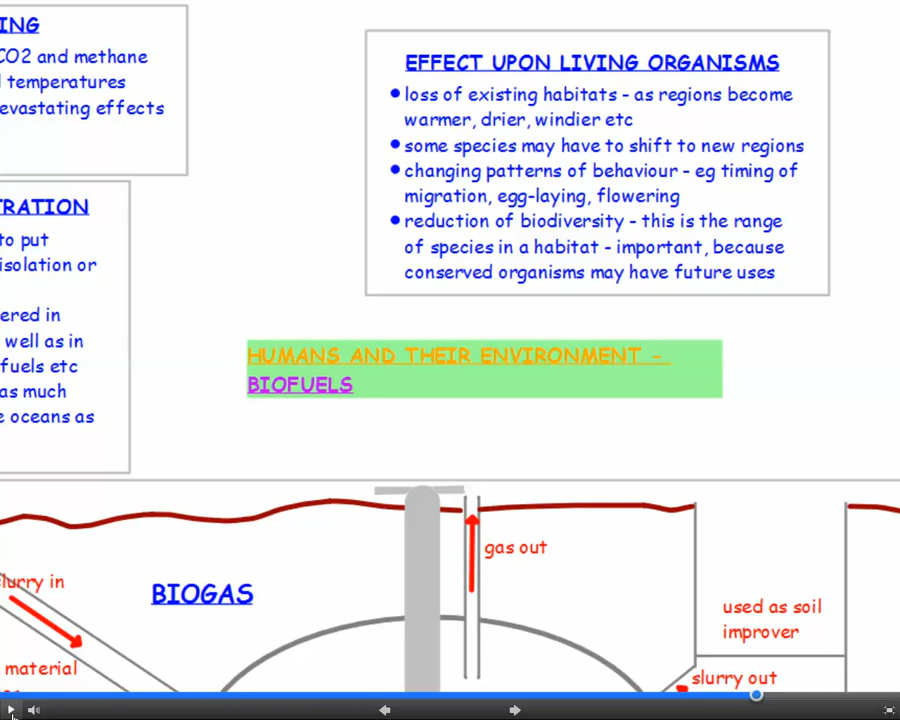 ING
CO2 and methane
temperatures
evastating effects
EFFECT UPON LIVING ORGANISMS
loss of existing habitats - as regions become
warmer, drier, windier etc
some species may have to shift to new regions
changing patterns of behaviour - eg timing of
migration, egg-laying, flowering
reduction of biodiversity - this is the range
of species in a habitat - important, because
conserved organisms may have future uses
TRATION
to put
isolation or
ered in
well as in
fuels etc
as much
oceans as
HUMANS AND THEIR ENVIRONMENT -
BIOFUELS
gas out
slurry in
BIOGAS
used as soil
improver
material
slurry out